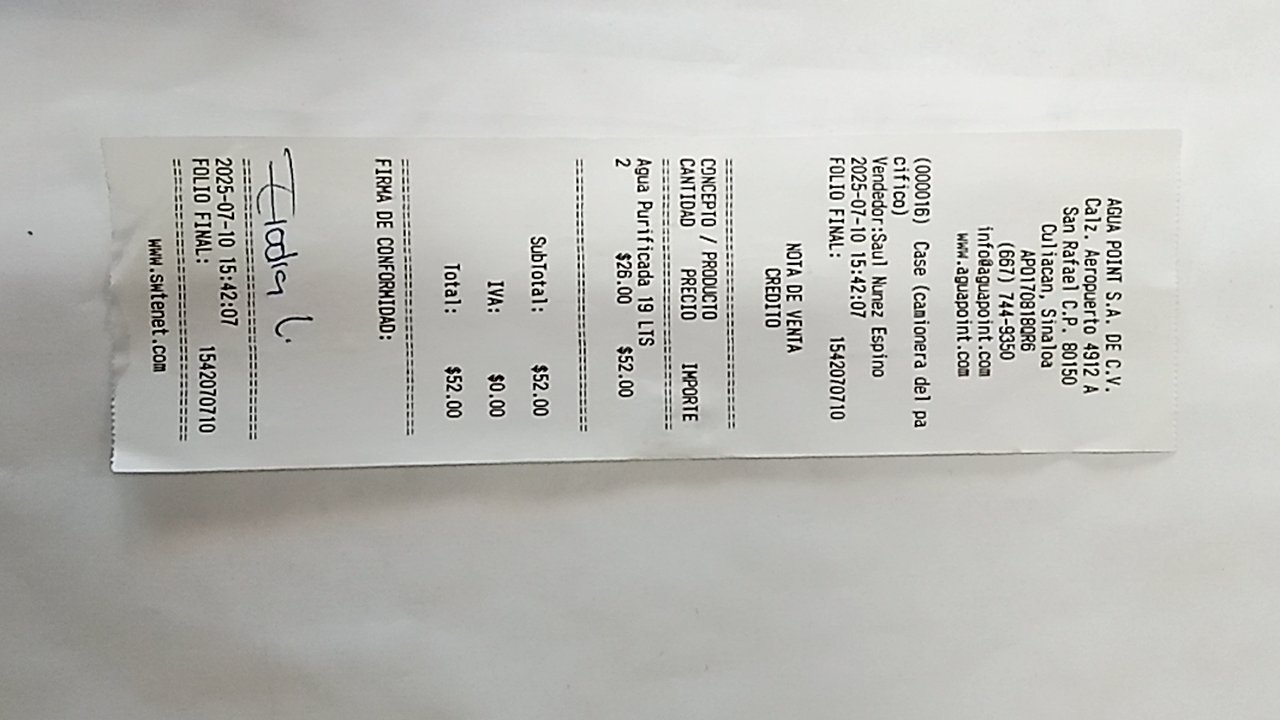 AGUA POINT S.A. DE C.V.
Calz. Aeropuerto 4912 A
San Rafael C.P. 80150
Culiacan, Sinaloa
APO170818QR6
(667) 744-9350
info@aguapoint.com
www.aguapoint.com
(000016) Case (camionera del pa
cifico)
Vendedor:Saul Nunez Espino
2025-07-10 15:42:07
FOLIO FINAL: 1542070710
NOTA DE VENTA
CREDITO
==============================
CONCEPTO / PRODUCTO
CANTIDAD PRECIO IMPORTE
==============================
Agua Purificada 19 LTS
2 $26.00 $52.00
==============================
SubTotal: $52.00
IVA: $0.00
Total: $52.00
==============================
FIRMA DE CONFORMIDAD:
Elodia L.
==============================
2025-07-10 15:42:07
FOLIO FINAL: 1542070710
==============================
www.swtenet.com